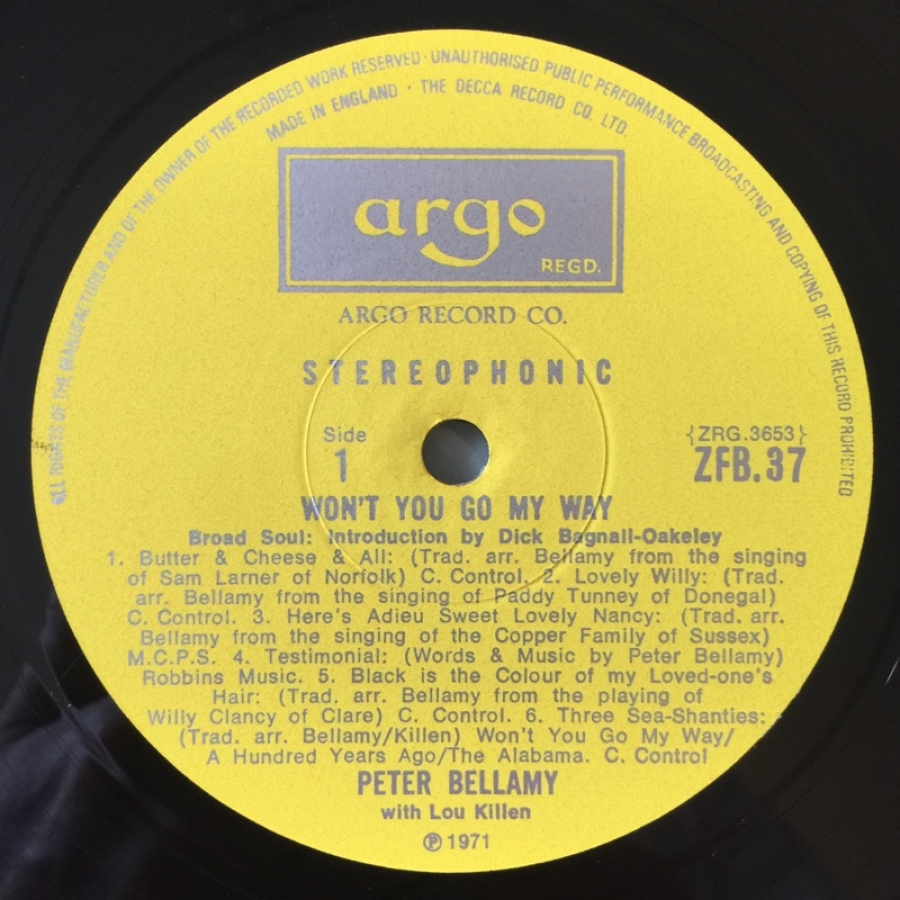 ALL RIGHTS OF THE MANUFACTURER AND OF THE OWNER OF THE RECORDED WORK RESERVED · UNAUTHORISED PUBLIC PERFORMANCE BROADCASTING AND COPYING OF THIS RECORD PROHIBITED
MADE IN ENGLAND · THE DECCA RECORD CO. LTD.
argo
REGD.
ARGO RECORD CO.
STEREOPHONIC
Side
1
{ZRG.3653}
ZFB.37
WON'T YOU GO MY WAY
Broad Soul: Introduction by Dick Bagnall-Oakeley
1. Butter & Cheese & All: (Trad. arr. Bellamy from the singing
of Sam Larner of Norfolk) C. Control. 2. Lovely Willy: (Trad.
arr. Bellamy from the singing of Paddy Tunney of Donegal)
C. Control. 3. Here's Adieu Sweet Lovely Nancy: (Trad. arr.
Bellamy from the singing of the Copper Family of Sussex)
M.C.P.S. 4. Testimonial: (Words & Music by Peter Bellamy)
Robbins Music. 5. Black is the Colour of my Loved-one's
Hair: (Trad. arr. Bellamy from the playing of
Willy Clancy of Clare) C. Control. 6. Three Sea-Shanties:
(Trad. arr. Bellamy/Killen) Won't You Go My Way/
A Hundred Years Ago/The Alabama. C. Control
PETER BELLAMY
with Lou Killen
℗ 1971